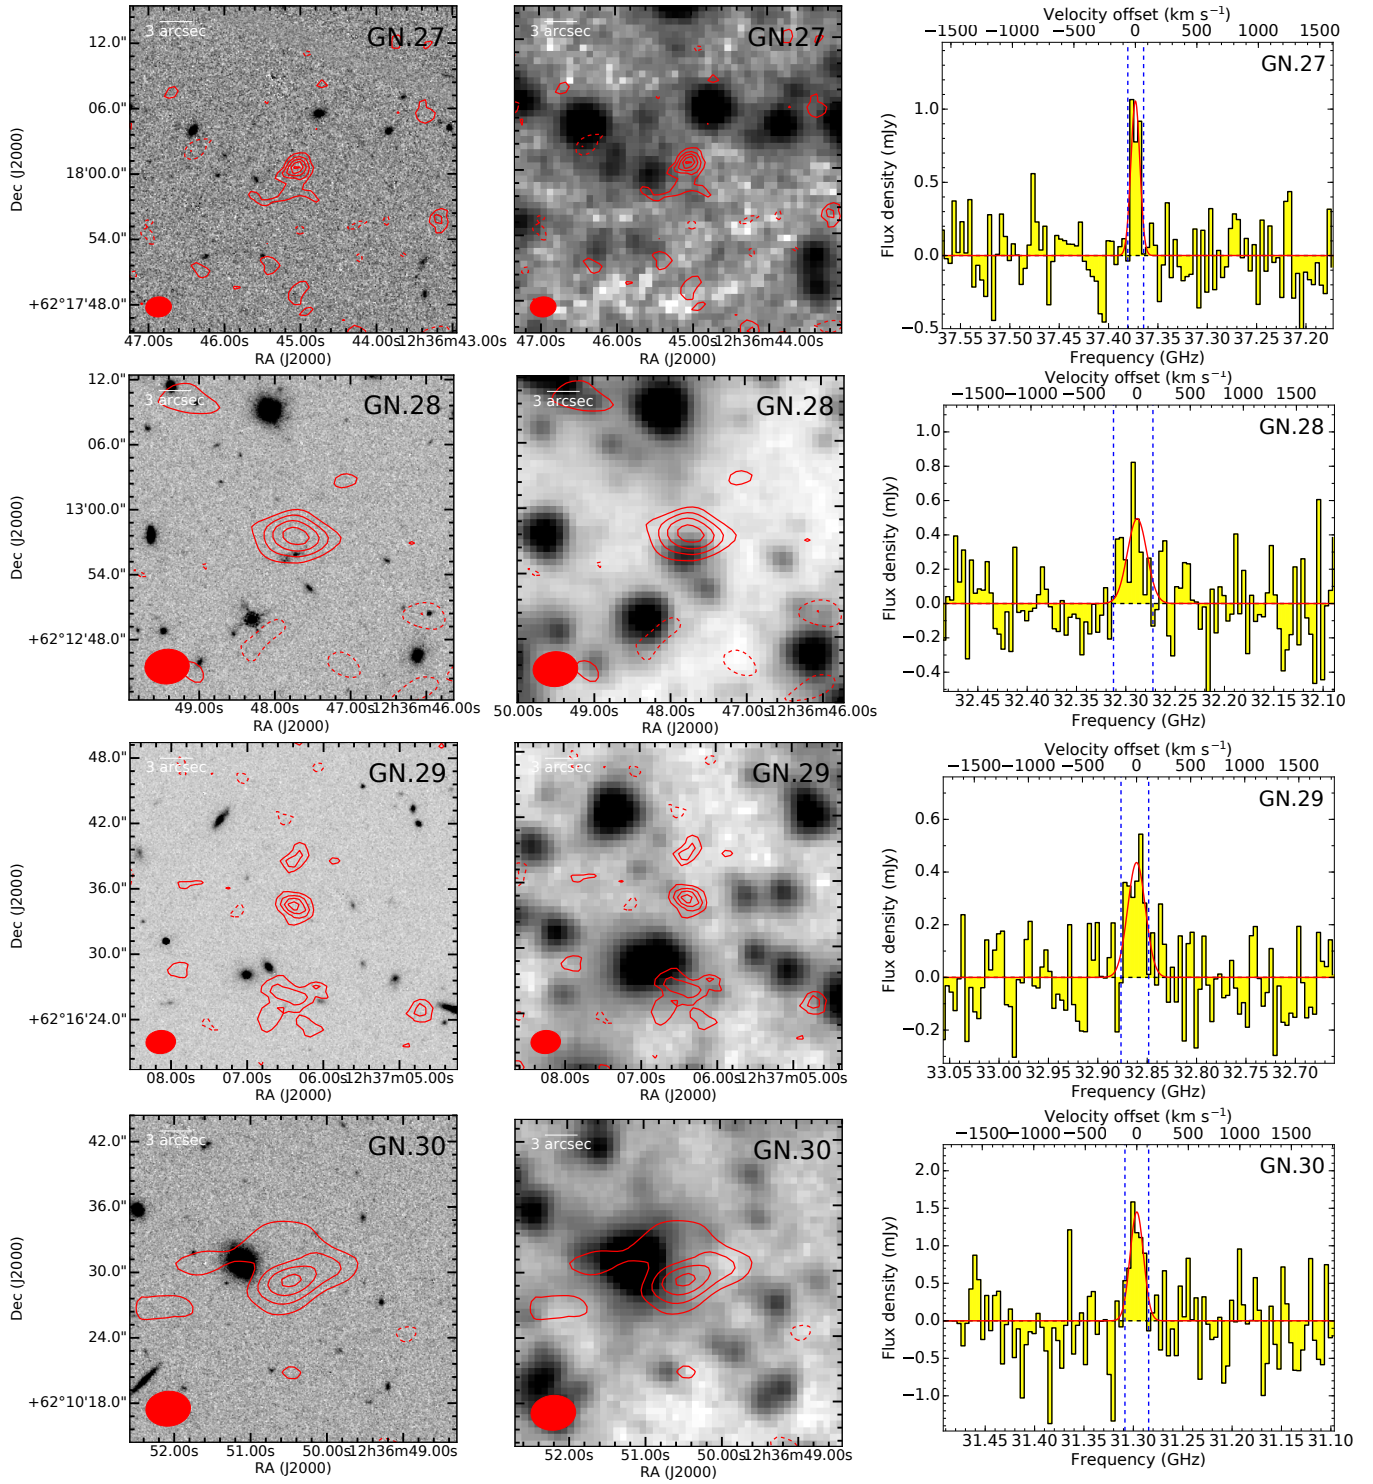 3 arcsec
GN.27
12.0"
06.0"
18'00.0"
54.0"
+62°17'48.0"
Dec (J2000)
47.00s 46.00s 45.00s 44.00s 12h36m43.00s
RA (J2000)
3 arcsec
GN.27
47.00s 46.00s 45.00s 12h36m44.00s
RA (J2000)
Velocity offset (km s⁻¹)
−1500 −1000 −500 0 500 1000 1500
GN.27
1.0
0.5
0.0
−0.5
Flux density (mJy)
37.55 37.50 37.45 37.40 37.35 37.30 37.25 37.20
Frequency (GHz)
3 arcsec
GN.28
12.0"
06.0"
13'00.0"
54.0"
+62°12'48.0"
Dec (J2000)
49.00s 48.00s 47.00s 12h36m46.00s
RA (J2000)
3 arcsec
GN.28
50.00s 49.00s 48.00s 47.00s 12h36m46.00s
RA (J2000)
Velocity offset (km s⁻¹)
−1500 −1000 −500 0 500 1000 1500
GN.28
1.0
0.8
0.6
0.4
0.2
0.0
−0.2
−0.4
Flux density (mJy)
32.45 32.40 32.35 32.30 32.25 32.20 32.15 32.10
Frequency (GHz)
3 arcsec
GN.29
48.0"
42.0"
36.0"
30.0"
+62°16'24.0"
Dec (J2000)
08.00s 07.00s 06.00s 12h37m05.00s
RA (J2000)
3 arcsec
GN.29
08.00s 07.00s 06.00s 12h37m05.00s
RA (J2000)
Velocity offset (km s⁻¹)
−1500 −1000 −500 0 500 1000 1500
GN.29
0.6
0.4
0.2
0.0
−0.2
Flux density (mJy)
33.05 33.00 32.95 32.90 32.85 32.80 32.75 32.70
Frequency (GHz)
3 arcsec
GN.30
42.0"
36.0"
30.0"
24.0"
+62°10'18.0"
Dec (J2000)
52.00s 51.00s 50.00s 12h36m49.00s
RA (J2000)
3 arcsec
GN.30
52.00s 51.00s 50.00s 12h36m49.00s
RA (J2000)
Velocity offset (km s⁻¹)
−1500 −1000 −500 0 500 1000 1500
GN.30
2.0
1.5
1.0
0.5
0.0
−0.5
−1.0
Flux density (mJy)
31.45 31.40 31.35 31.30 31.25 31.20 31.15 31.10
Frequency (GHz)